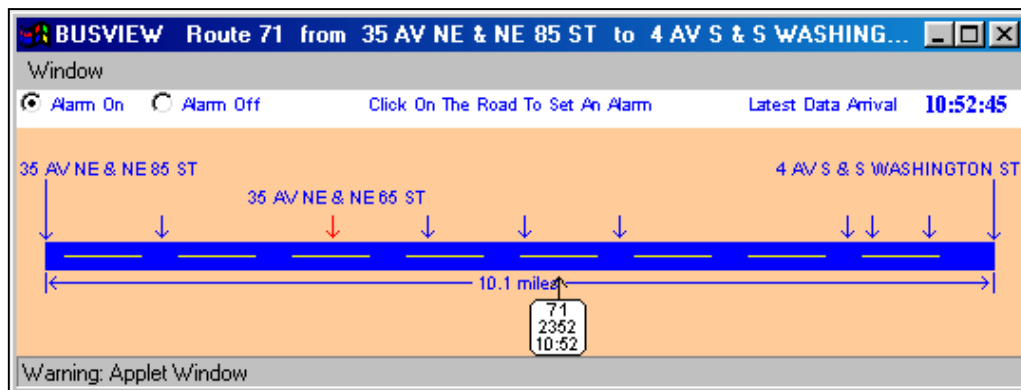 BUSVIEW Route 71 from 35 AV NE & NE 85 ST to 4 AV S & S WASHING...
Window
Alarm On Alarm Off Click On The Road To Set An Alarm Latest Data Arrival 10:52:45
35 AV NE & NE 85 ST 4 AV S & S WASHINGTON ST
35 AV NE & NE 65 ST
10.1 miles
71
2352
10:52
Warning: Applet Window